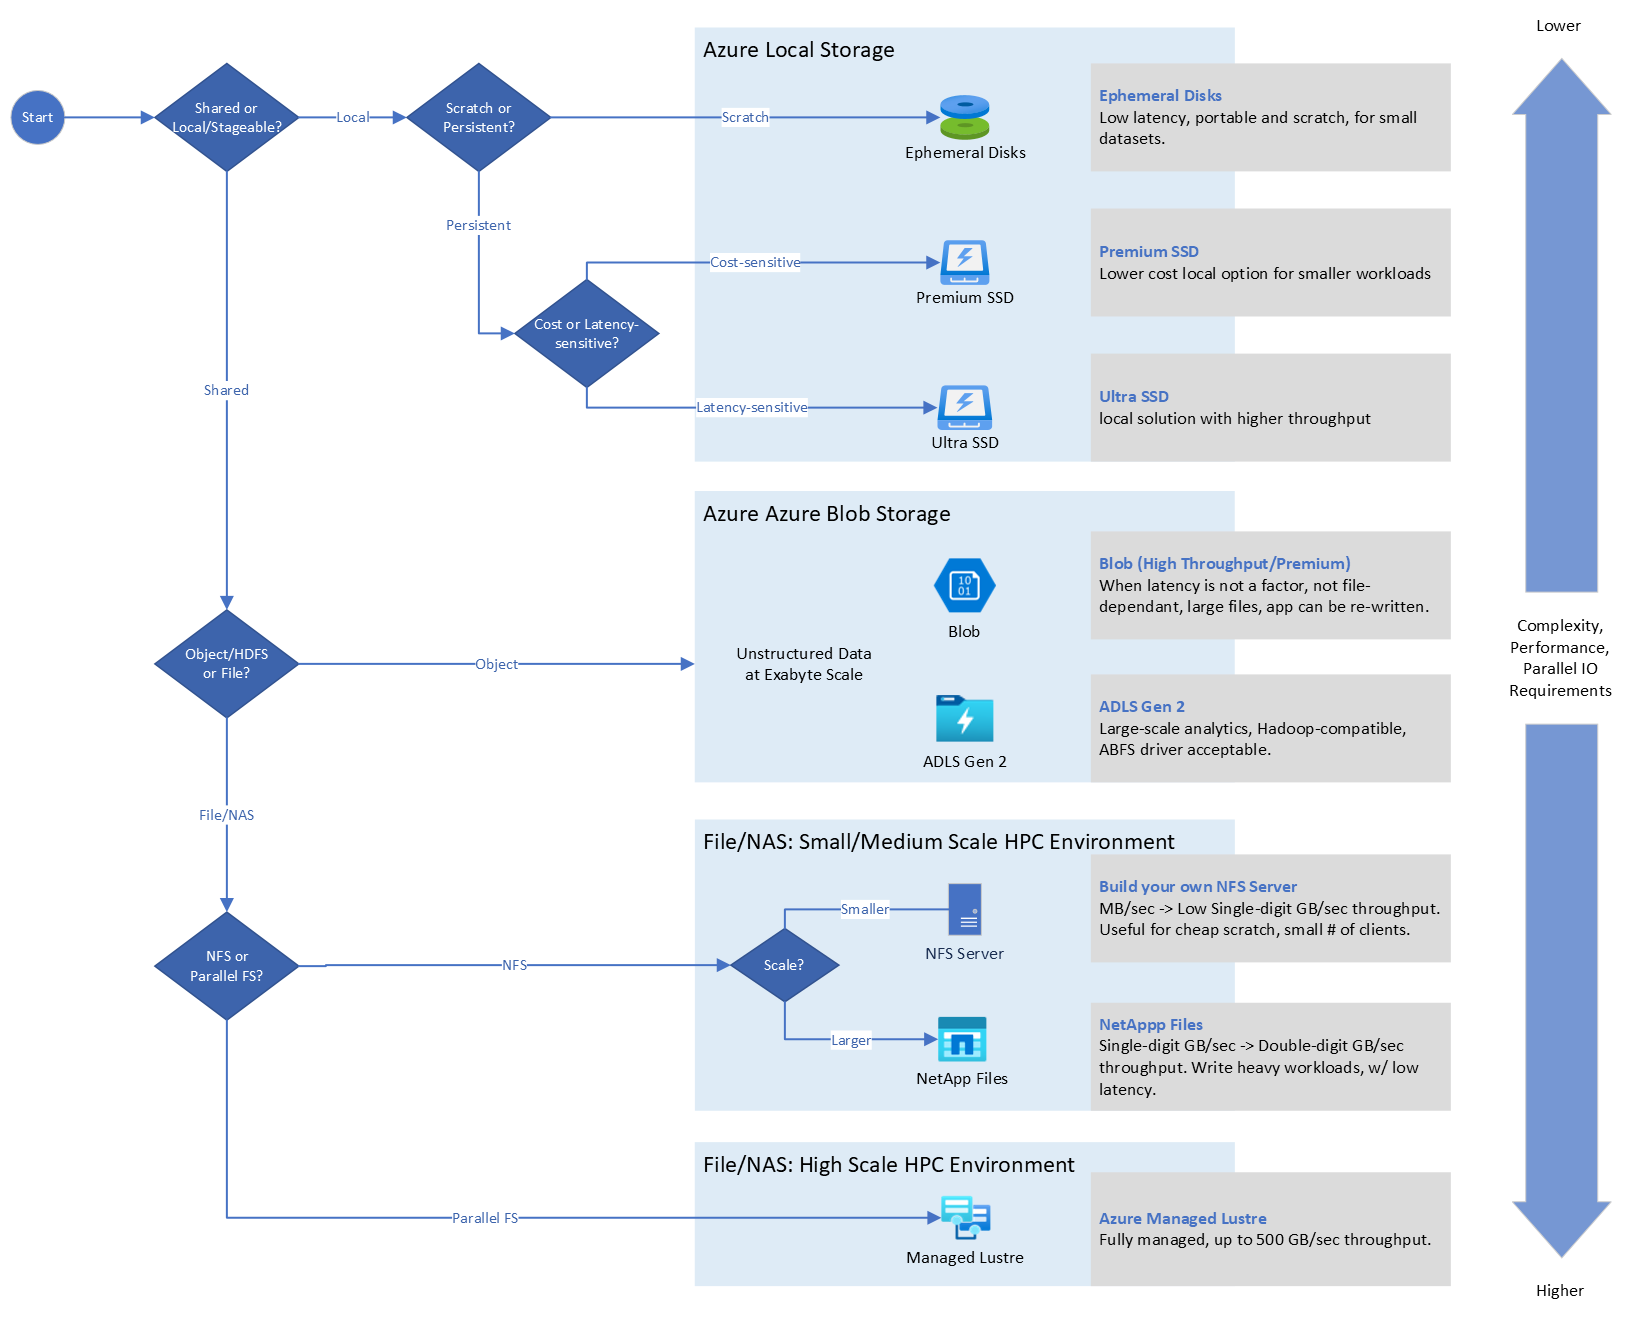 Lower
Azure Local Storage
Start
Shared or
Local/Stageable?
Local
Scratch or
Persistent?
Scratch
Ephemeral Disks
Ephemeral Disks
Low latency, portable and scratch, for small
datasets.
Persistent
Cost-sensitive
Premium SSD
Premium SSD
Lower cost local option for smaller workloads
Cost or Latency-
sensitive?
Latency-sensitive
Ultra SSD
Ultra SSD
local solution with higher throughput
Shared
Azure Azure Blob Storage
Blob
Blob (High Throughput/Premium)
When latency is not a factor, not file-
dependant, large files, app can be re-written.
Object/HDFS
or File?
Object
Unstructured Data
at Exabyte Scale
ADLS Gen 2
ADLS Gen 2
Large-scale analytics, Hadoop-compatible,
ABFS driver acceptable.
Complexity,
Performance,
Parallel IO
Requirements
File/NAS
File/NAS: Small/Medium Scale HPC Environment
Smaller
NFS Server
Build your own NFS Server
MB/sec -> Low Single-digit GB/sec throughput.
Useful for cheap scratch, small # of clients.
NFS or
Parallel FS?
NFS
Scale?
Larger
NetApp Files
NetAppp Files
Single-digit GB/sec -> Double-digit GB/sec
throughput. Write heavy workloads, w/ low
latency.
File/NAS: High Scale HPC Environment
Parallel FS
Managed Lustre
Azure Managed Lustre
Fully managed, up to 500 GB/sec throughput.
Higher